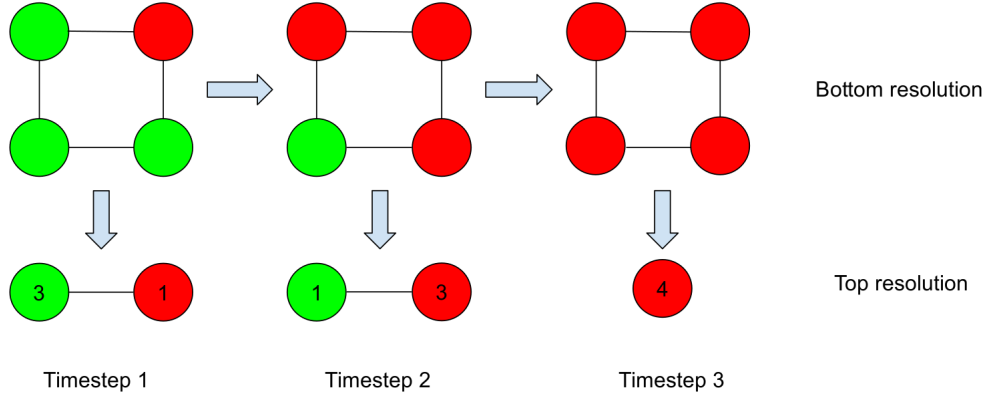 Bottom resolution
3
1
1
3
4
Top resolution
Timestep 1
Timestep 2
Timestep 3